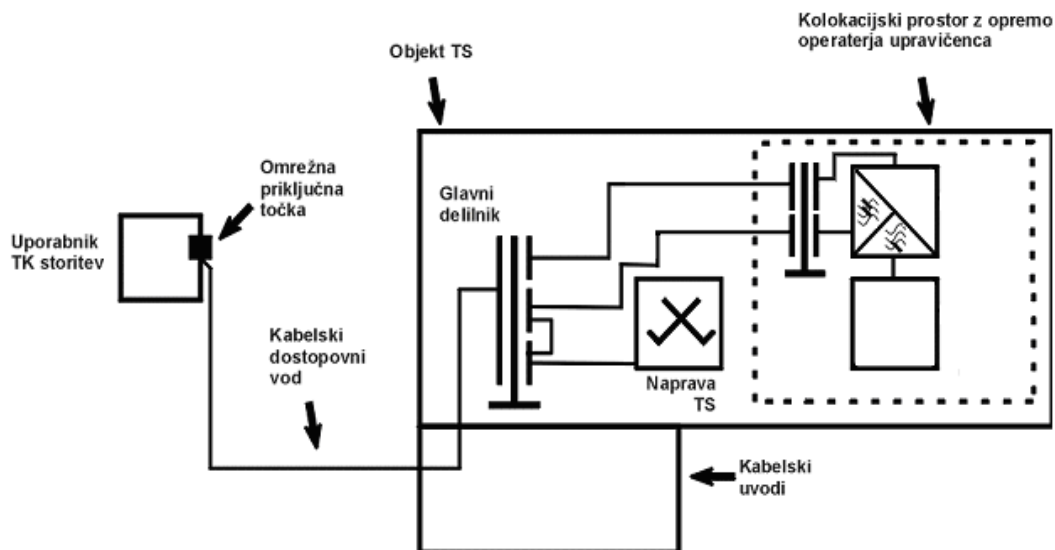 Kolokacijski prostor z opremo
operaterja upravičenca
Objekt TS
Omrežna
priključna
točka
Glavni
delilnik
Uporabnik
TK storitev
Kabelski
dostopovni
vod
Naprava
TS
Kabelski
uvodi